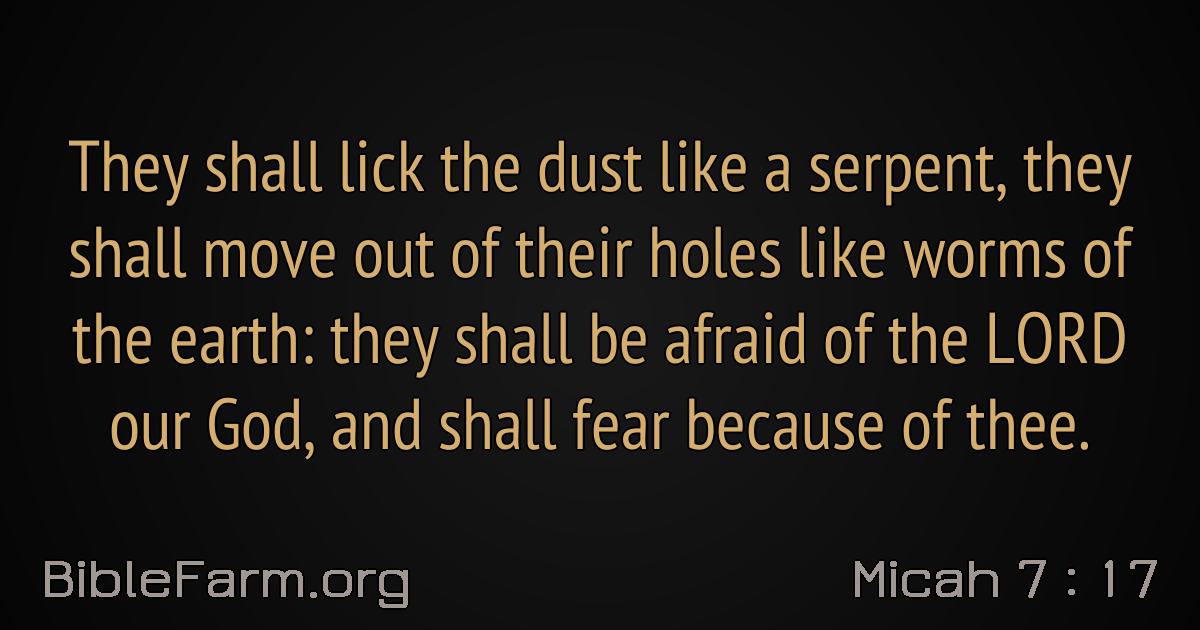 They shall lick the dust like a serpent, they
shall move out of their holes like worms of
the earth: they shall be afraid of the LORD
our God, and shall fear because of thee.
BibleFarm.org
Micah 7 : 17